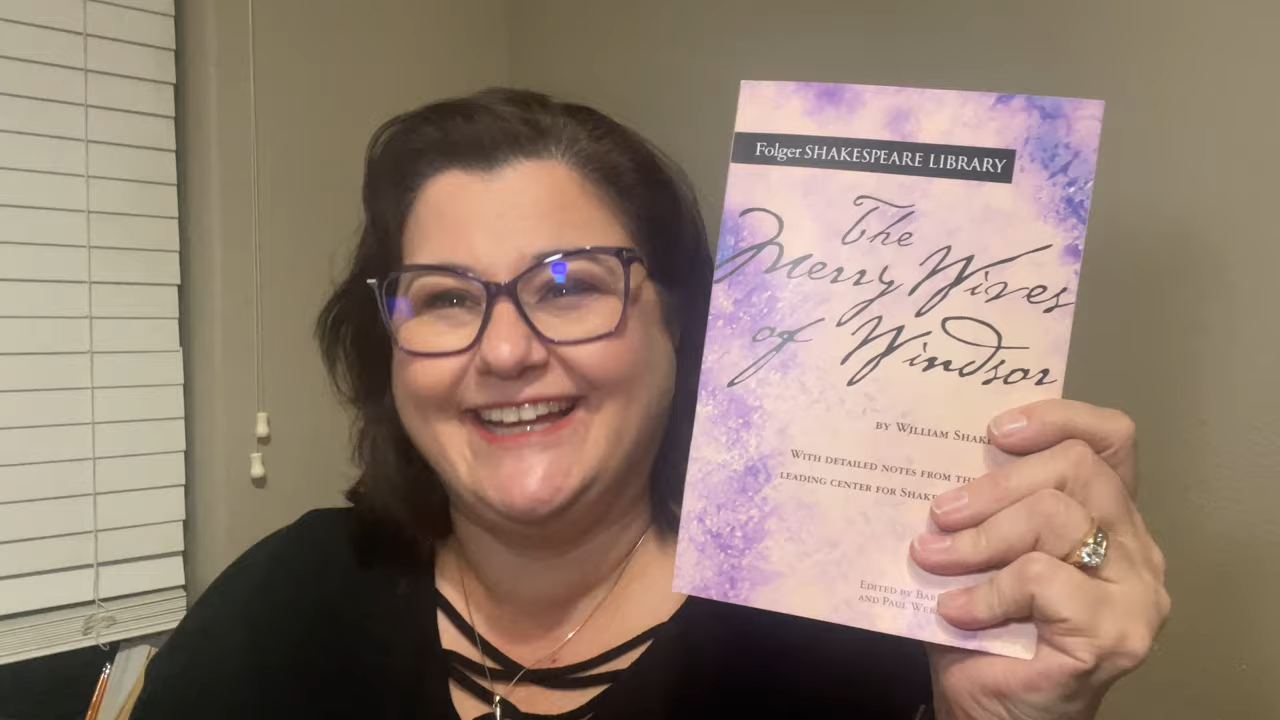 Folger SHAKESPEARE LIBRARY
The
Merry Wives
of Windsor
BY WILLIAM
WITH DETAILED NOTES FROM THE
LEADING CENTER FOR
EDITED BY
AND PAUL